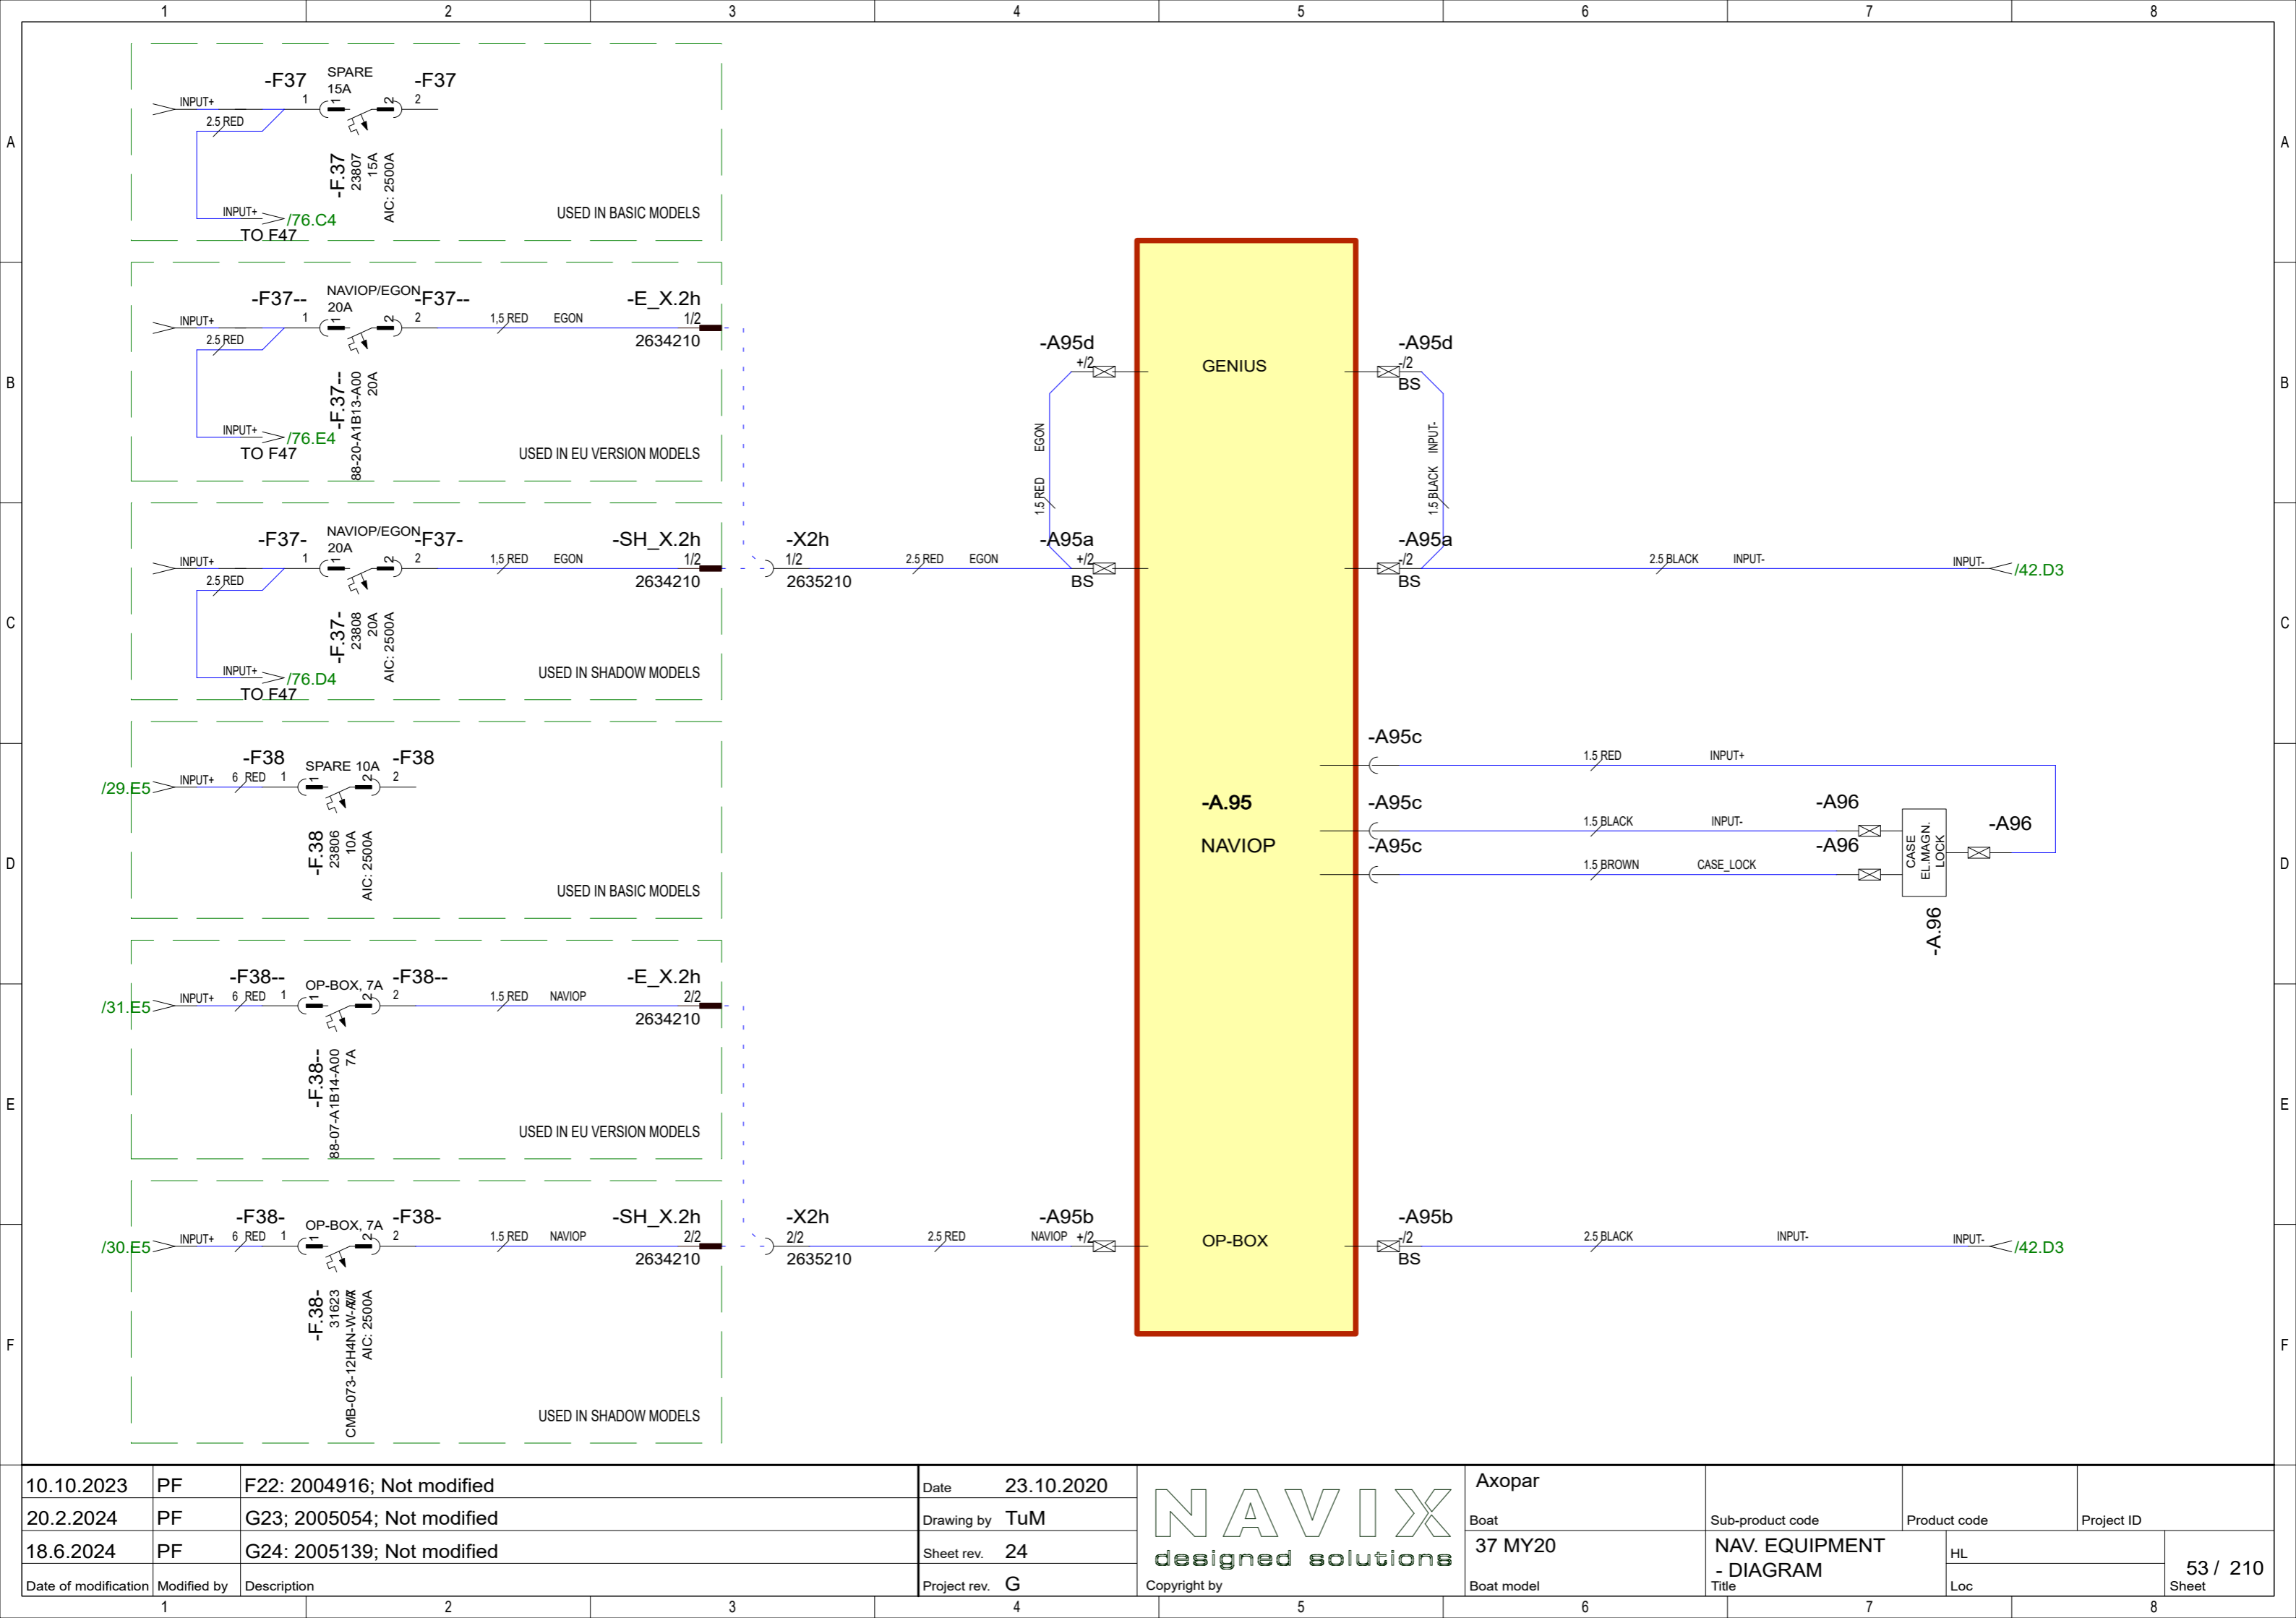 1 2 3 4 5 6 7 8
A
A
B
B
C
C
D
D
E
E
F
F
-F37
SPARE
15A
-F37
INPUT+
1
1
2
2
2.5 RED
-F.37
23807
15A
AIC: 2500A
INPUT+
/76.C4
TO F47
USED IN BASIC MODELS
-F37--
NAVIOP/EGON
20A
-F37--
INPUT+
1
1
2
2
2.5 RED
1,5 RED
EGON
-E_X.2h
1/2
2634210
-F.37--
88-20-A1B13-A00
20A
INPUT+
/76.E4
TO F47
USED IN EU VERSION MODELS
-F37-
NAVIOP/EGON
20A
-F37-
INPUT+
1
1
2
2
2.5 RED
1,5 RED
EGON
-SH_X.2h
1/2
2634210
-F.37-
23808
20A
AIC: 2500A
INPUT+
/76.D4
TO F47
USED IN SHADOW MODELS
-X2h
1/2
2635210
2.5 RED
EGON
-A95a
+/2
BS
1.5 RED
EGON
-A95d
+/2
GENIUS
-A95d
-/2
BS
1.5 BLACK
INPUT-
-A95a
-/2
BS
2.5 BLACK
INPUT-
INPUT-
/42.D3
-F38
SPARE 10A
-F38
/29.E5
INPUT+
6 RED
1
1
2
2
-F.38
23806
10A
AIC: 2500A
USED IN BASIC MODELS
-A.95
NAVIOP
-A95c
1.5 RED
INPUT+
-A95c
1.5 BLACK
INPUT-
-A96
-A95c
1.5 BROWN
CASE_LOCK
-A96
CASE
EL.MAGN.
LOCK
-A96
-A.96
-F38--
OP-BOX, 7A
-F38--
/31.E5
INPUT+
6 RED
1
1
2
2
1.5 RED
NAVIOP
-E_X.2h
2/2
2634210
-F.38--
88-07-A1B14-A00
7A
USED IN EU VERSION MODELS
-F38-
OP-BOX, 7A
-F38-
/30.E5
INPUT+
6 RED
1
1
2
2
1.5 RED
NAVIOP
-SH_X.2h
2/2
2634210
-F.38-
31623
AIC: 2500A
USED IN SHADOW MODELS
-X2h
2/2
2635210
2.5 RED
NAVIOP
-A95b
+/2
OP-BOX
-A95b
-/2
BS
2.5 BLACK
INPUT-
INPUT-
/42.D3
10.10.2023 PF F22: 2004916; Not modified
20.2.2024 PF G23; 2005054; Not modified
18.6.2024 PF G24: 2005139; Not modified
Date of modification Modified by Description
Date 23.10.2020
Drawing by TuM
Sheet rev. 24
Project rev. G
NAVIX
designed solutions
Copyright by
Axopar
Boat
37 MY20
Boat model
Sub-product code
Product code
Project ID
NAV. EQUIPMENT
- DIAGRAM
Title
HL
Loc
53 / 210
Sheet
1 2 3 4 5 6 7 8